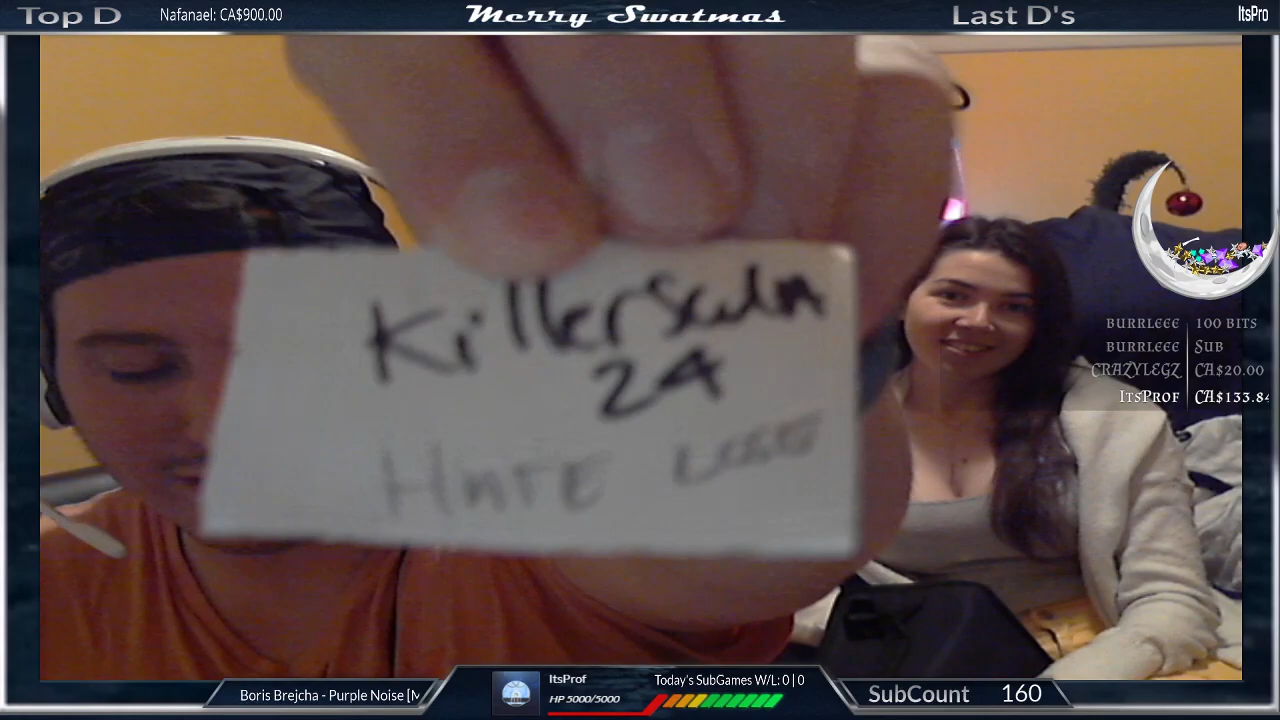 Top D
Nafanael: CA$900.00
Merry Swatmas
Last D's
ItsPro
24
HATE
BURRLEEE 100 BITS
BURRLEEE SUB
CRAZYLEGZ CA$20.00
ITSPROF CA$133.84
Boris Brejcha - Purple Noise [M
ItsProf
HP 5000/5000
Today's SubGames W/L: 0 | 0
SubCount 160